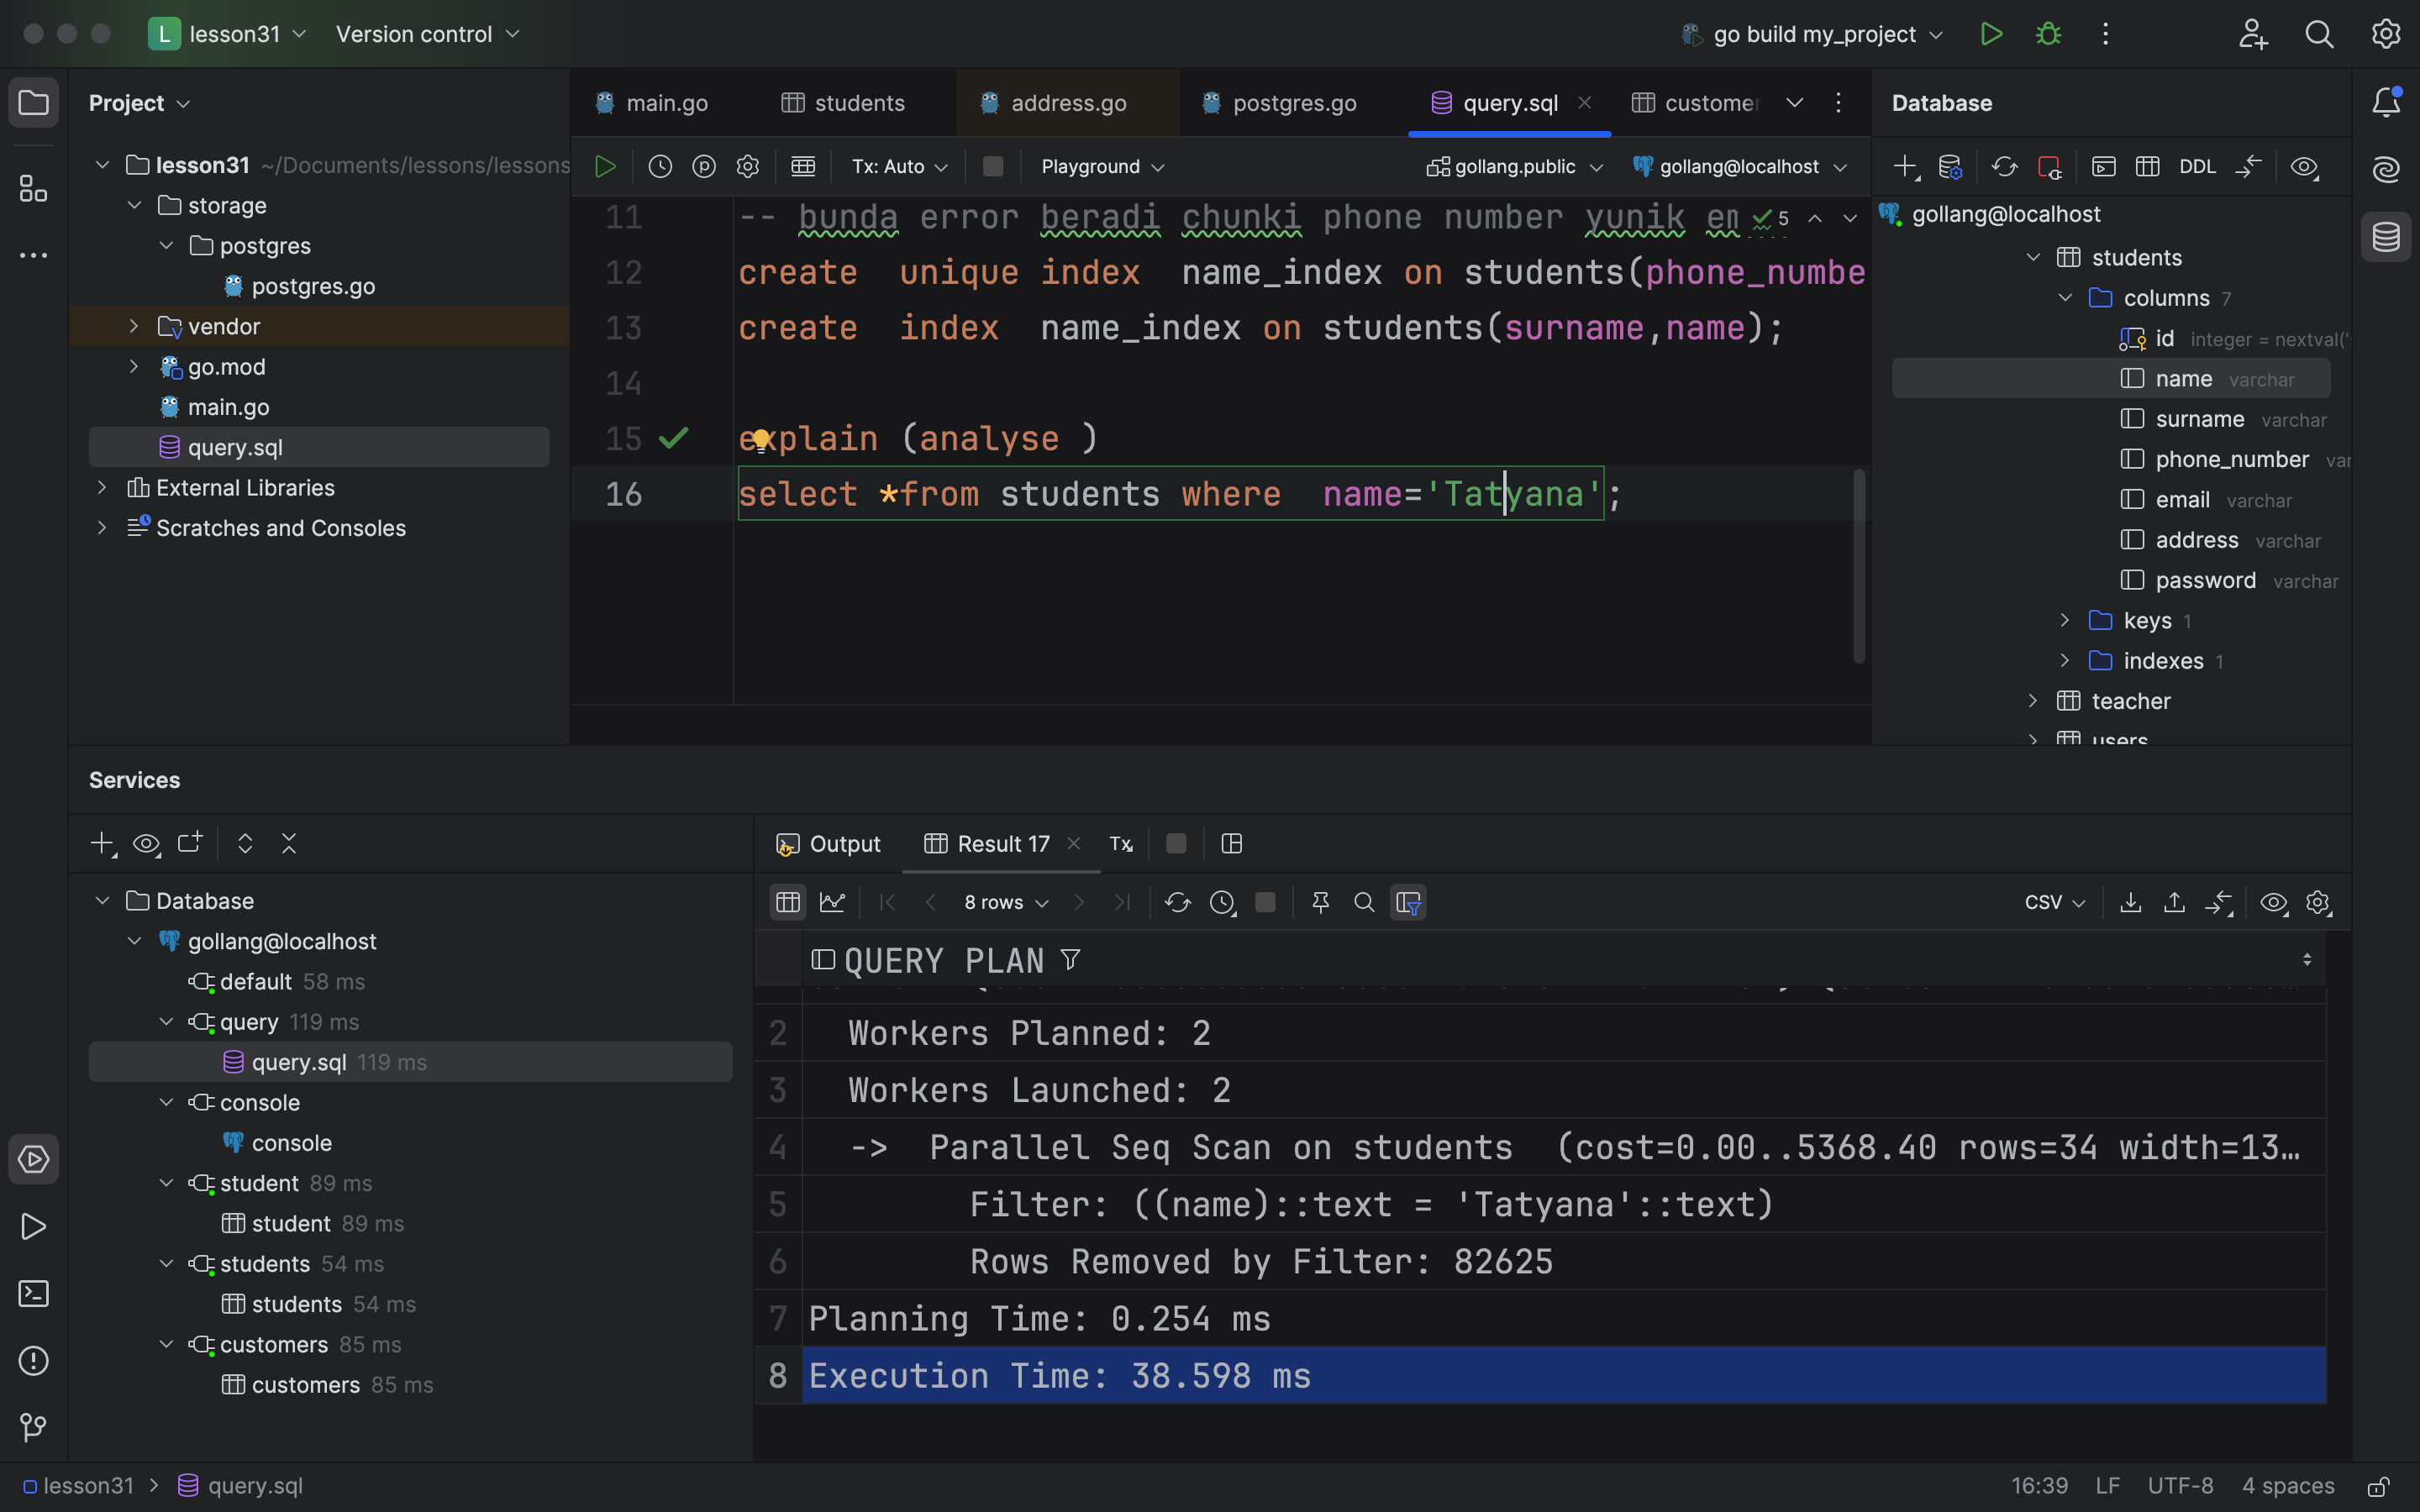 L lesson31 Version control go build my_project
Project
lesson31 ~/Documents/lessons/lessons
storage
postgres
postgres.go
vendor
go.mod
main.go
query.sql
External Libraries
Scratches and Consoles
main.go students address.go postgres.go query.sql customer
Tx: Auto Playground gollang.public gollang@localhost
11 -- bunda error beradi chunki phone number yunik en 5
12 create  unique index  name_index on students(phone_numbe
13 create  index  name_index on students(surname,name);
14
15 explain (analyse )
16 select *from students where  name='Tatyana';
Database
DDL
gollang@localhost
students
columns 7
id integer = nextval('
name varchar
surname varchar
phone_number var
email varchar
address varchar
password varchar
keys 1
indexes 1
teacher
users
Services
Database
gollang@localhost
default 58 ms
query 119 ms
query.sql 119 ms
console
console
student 89 ms
student 89 ms
students 54 ms
students 54 ms
customers 85 ms
customers 85 ms
Output Result 17 Tx
8 rows CSV
QUERY PLAN
2 Workers Planned: 2
3 Workers Launched: 2
4 ->  Parallel Seq Scan on students  (cost=0.00..5368.40 rows=34 width=13…
5 Filter: ((name)::text = 'Tatyana'::text)
6 Rows Removed by Filter: 82625
7 Planning Time: 0.254 ms
8 Execution Time: 38.598 ms
lesson31 > query.sql 16:39 LF UTF-8 4 spaces